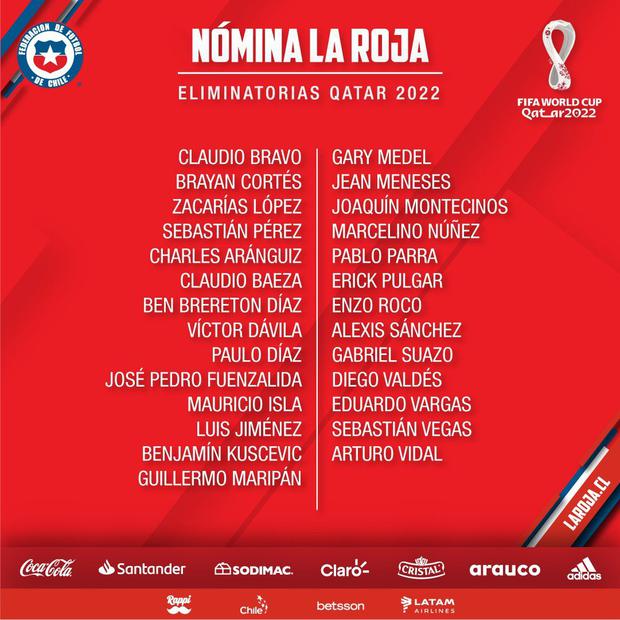 FEDERACION DE FUTBOL
DE CHILE
NÓMINA LA ROJA
ELIMINATORIAS QATAR 2022
FIFA WORLD CUP
Qatar2022
CLAUDIO BRAVO
BRAYAN CORTÉS
ZACARÍAS LÓPEZ
SEBASTIÁN PÉREZ
CHARLES ARÁNGUIZ
CLAUDIO BAEZA
BEN BRERETON DÍAZ
VÍCTOR DÁVILA
PAULO DÍAZ
JOSÉ PEDRO FUENZALIDA
MAURICIO ISLA
LUIS JIMÉNEZ
BENJAMÍN KUSCEVIC
GUILLERMO MARIPÁN
GARY MEDEL
JEAN MENESES
JOAQUÍN MONTECINOS
MARCELINO NÚÑEZ
PABLO PARRA
ERICK PULGAR
ENZO ROCO
ALEXIS SÁNCHEZ
GABRIEL SUAZO
DIEGO VALDÉS
EDUARDO VARGAS
SEBASTIÁN VEGAS
ARTURO VIDAL
LAROJA.CL
Coca-Cola
Santander
SODIMAC
Claro
CRISTAL
arauco
adidas
Rappi
Chile
betsson
LATAM
AIRLINES